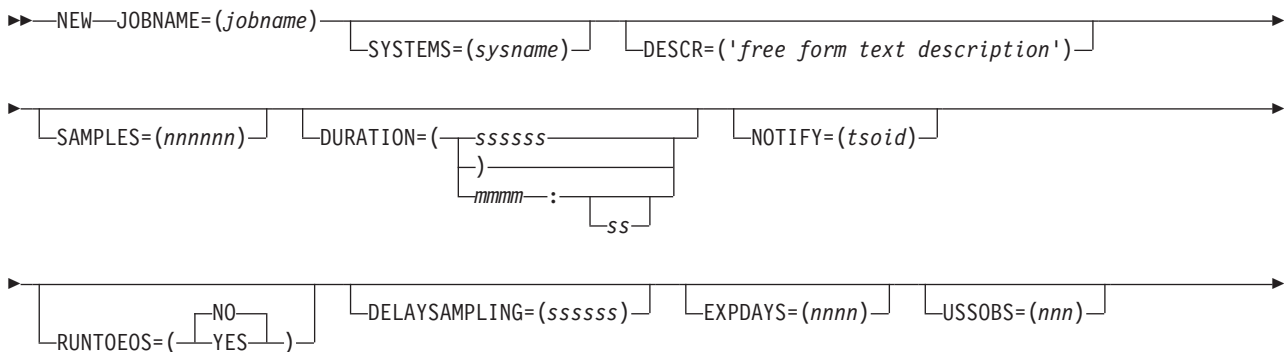 NEW JOBNAME=(jobname)
SYSTEMS=(sysname)
DESCR=('free form text description')
SAMPLES=(nnnnnn)
DURATION=( ssssss
)
mmmm :
ss
NOTIFY=(tsoid)
RUNTOEOS=( NO
YES )
DELAYSAMPLING=(ssssss)
EXPDAYS=(nnnn)
USSOBS=(nnn)